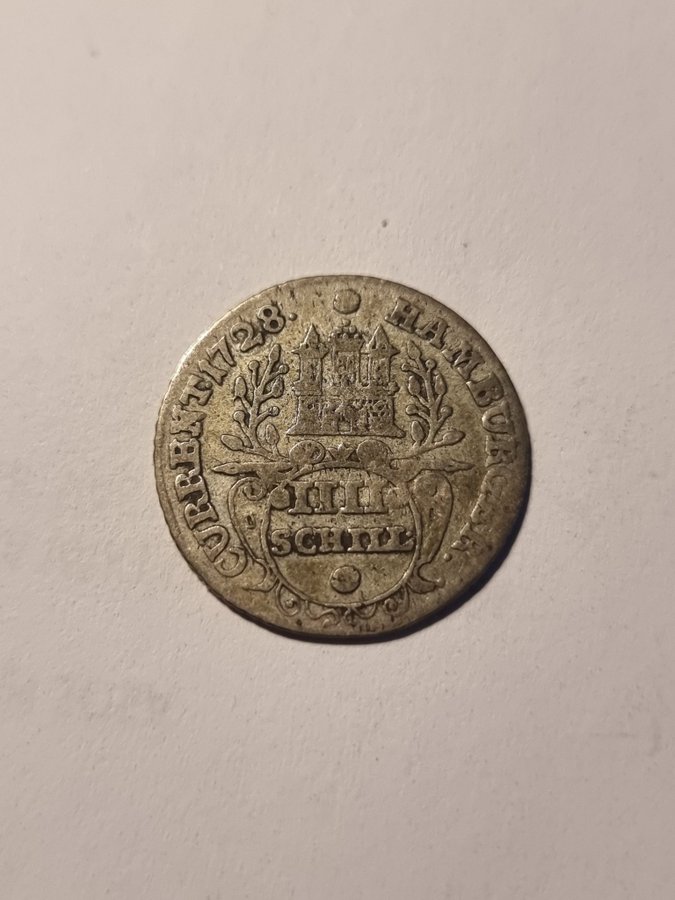 HAMBURGER.
CURRENT 1728.
IIII
SCHILL